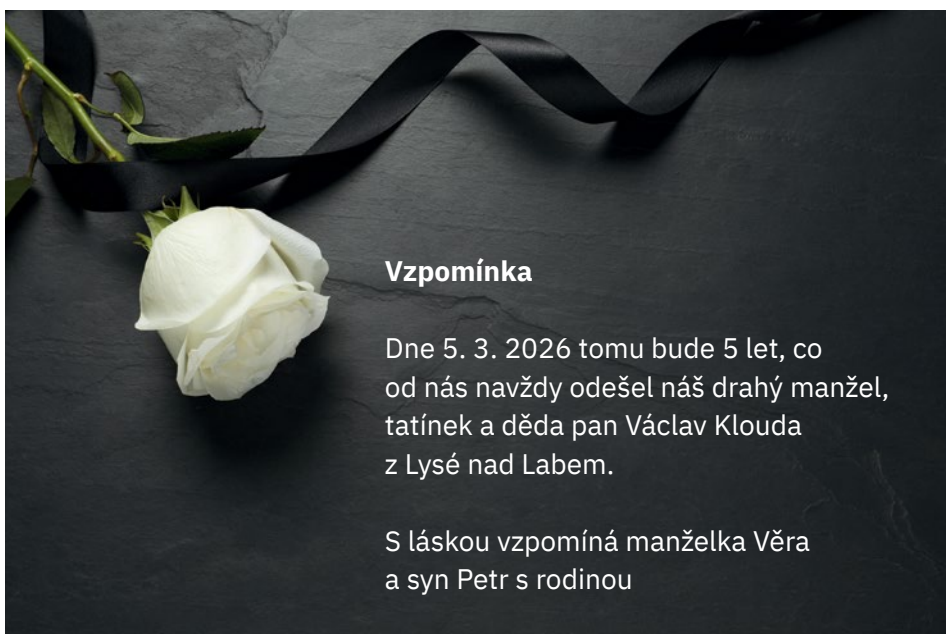 Vzpomínka
Dne 5. 3. 2026 tomu bude 5 let, co
od nás navždy odešel náš drahý manžel,
tatínek a děda pan Václav Klouda
z Lysé nad Labem.
S láskou vzpomíná manželka Věra
a syn Petr s rodinou